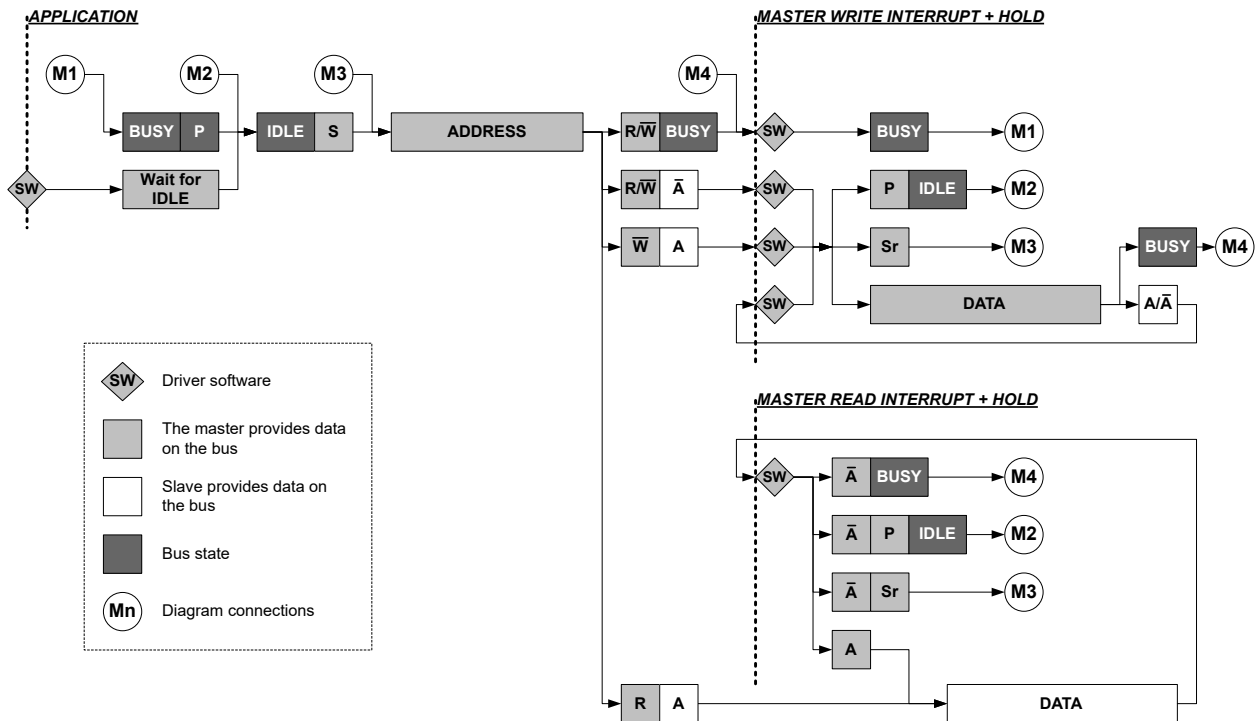 APPLICATION
MASTER WRITE INTERRUPT + HOLD
M1
M2
M3
M4
BUSY P
IDLE S
ADDRESS
R/W̅ BUSY
SW
BUSY
M1
SW
Wait for
IDLE
R/W̅ A̅
SW
P IDLE
M2
W̅ A
SW
Sr
M3
BUSY
M4
SW
DATA
A/A̅
SW
Driver software
The master provides data
on the bus
Slave provides data on
the bus
Bus state
Mn
Diagram connections
MASTER READ INTERRUPT + HOLD
SW
A̅ BUSY
M4
A̅ P IDLE
M2
A̅ Sr
M3
A
R A
DATA